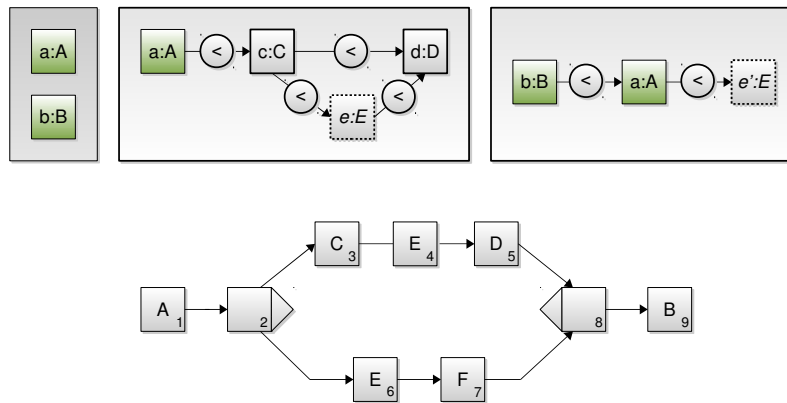 a:A
b:B
a:A < c:C < d:D
< e:E <
b:B < a:A < e':E
C 3 E 4 D 5
A 1 2 8 B 9
E 6 F 7